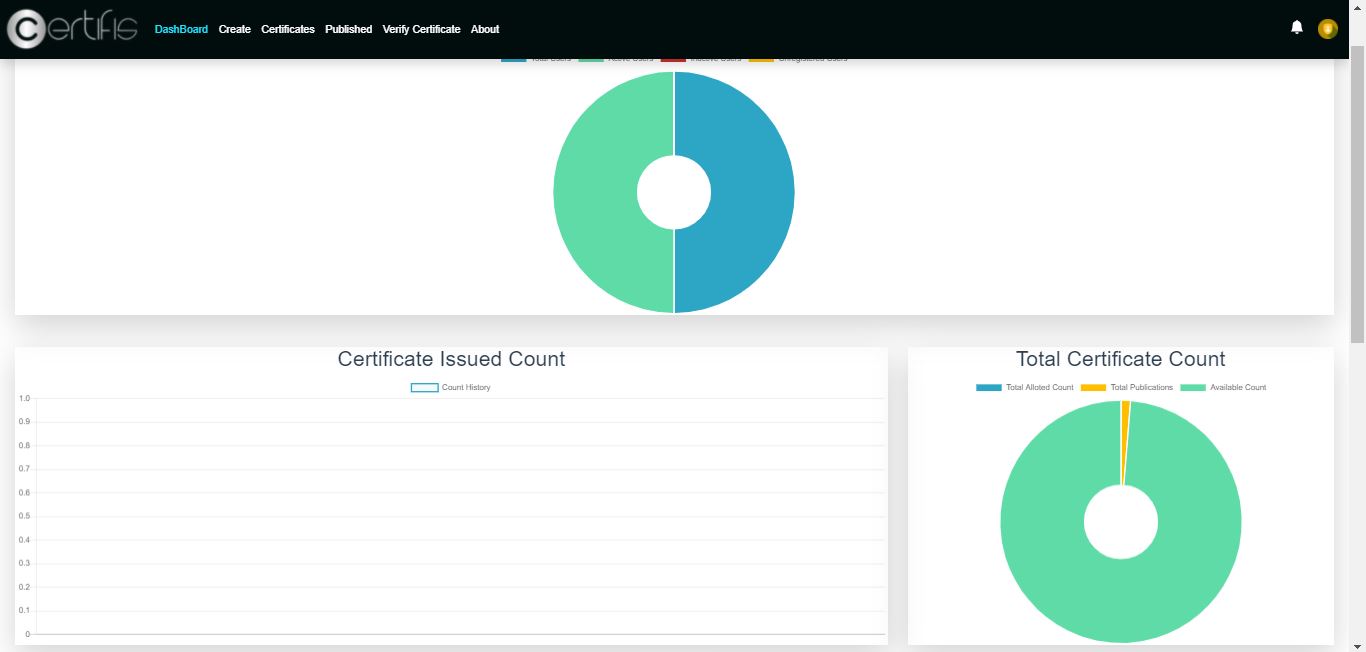 Certifis DashBoard Create Certificates Published Verify Certificate About
Total Users Active Users Inactive Users Unregistered Users
Certificate Issued Count
Count History
1.0
0.9
0.8
0.7
0.6
0.5
0.4
0.3
0.2
0.1
0
Total Certificate Count
Total Alloted Count Total Publications Available Count